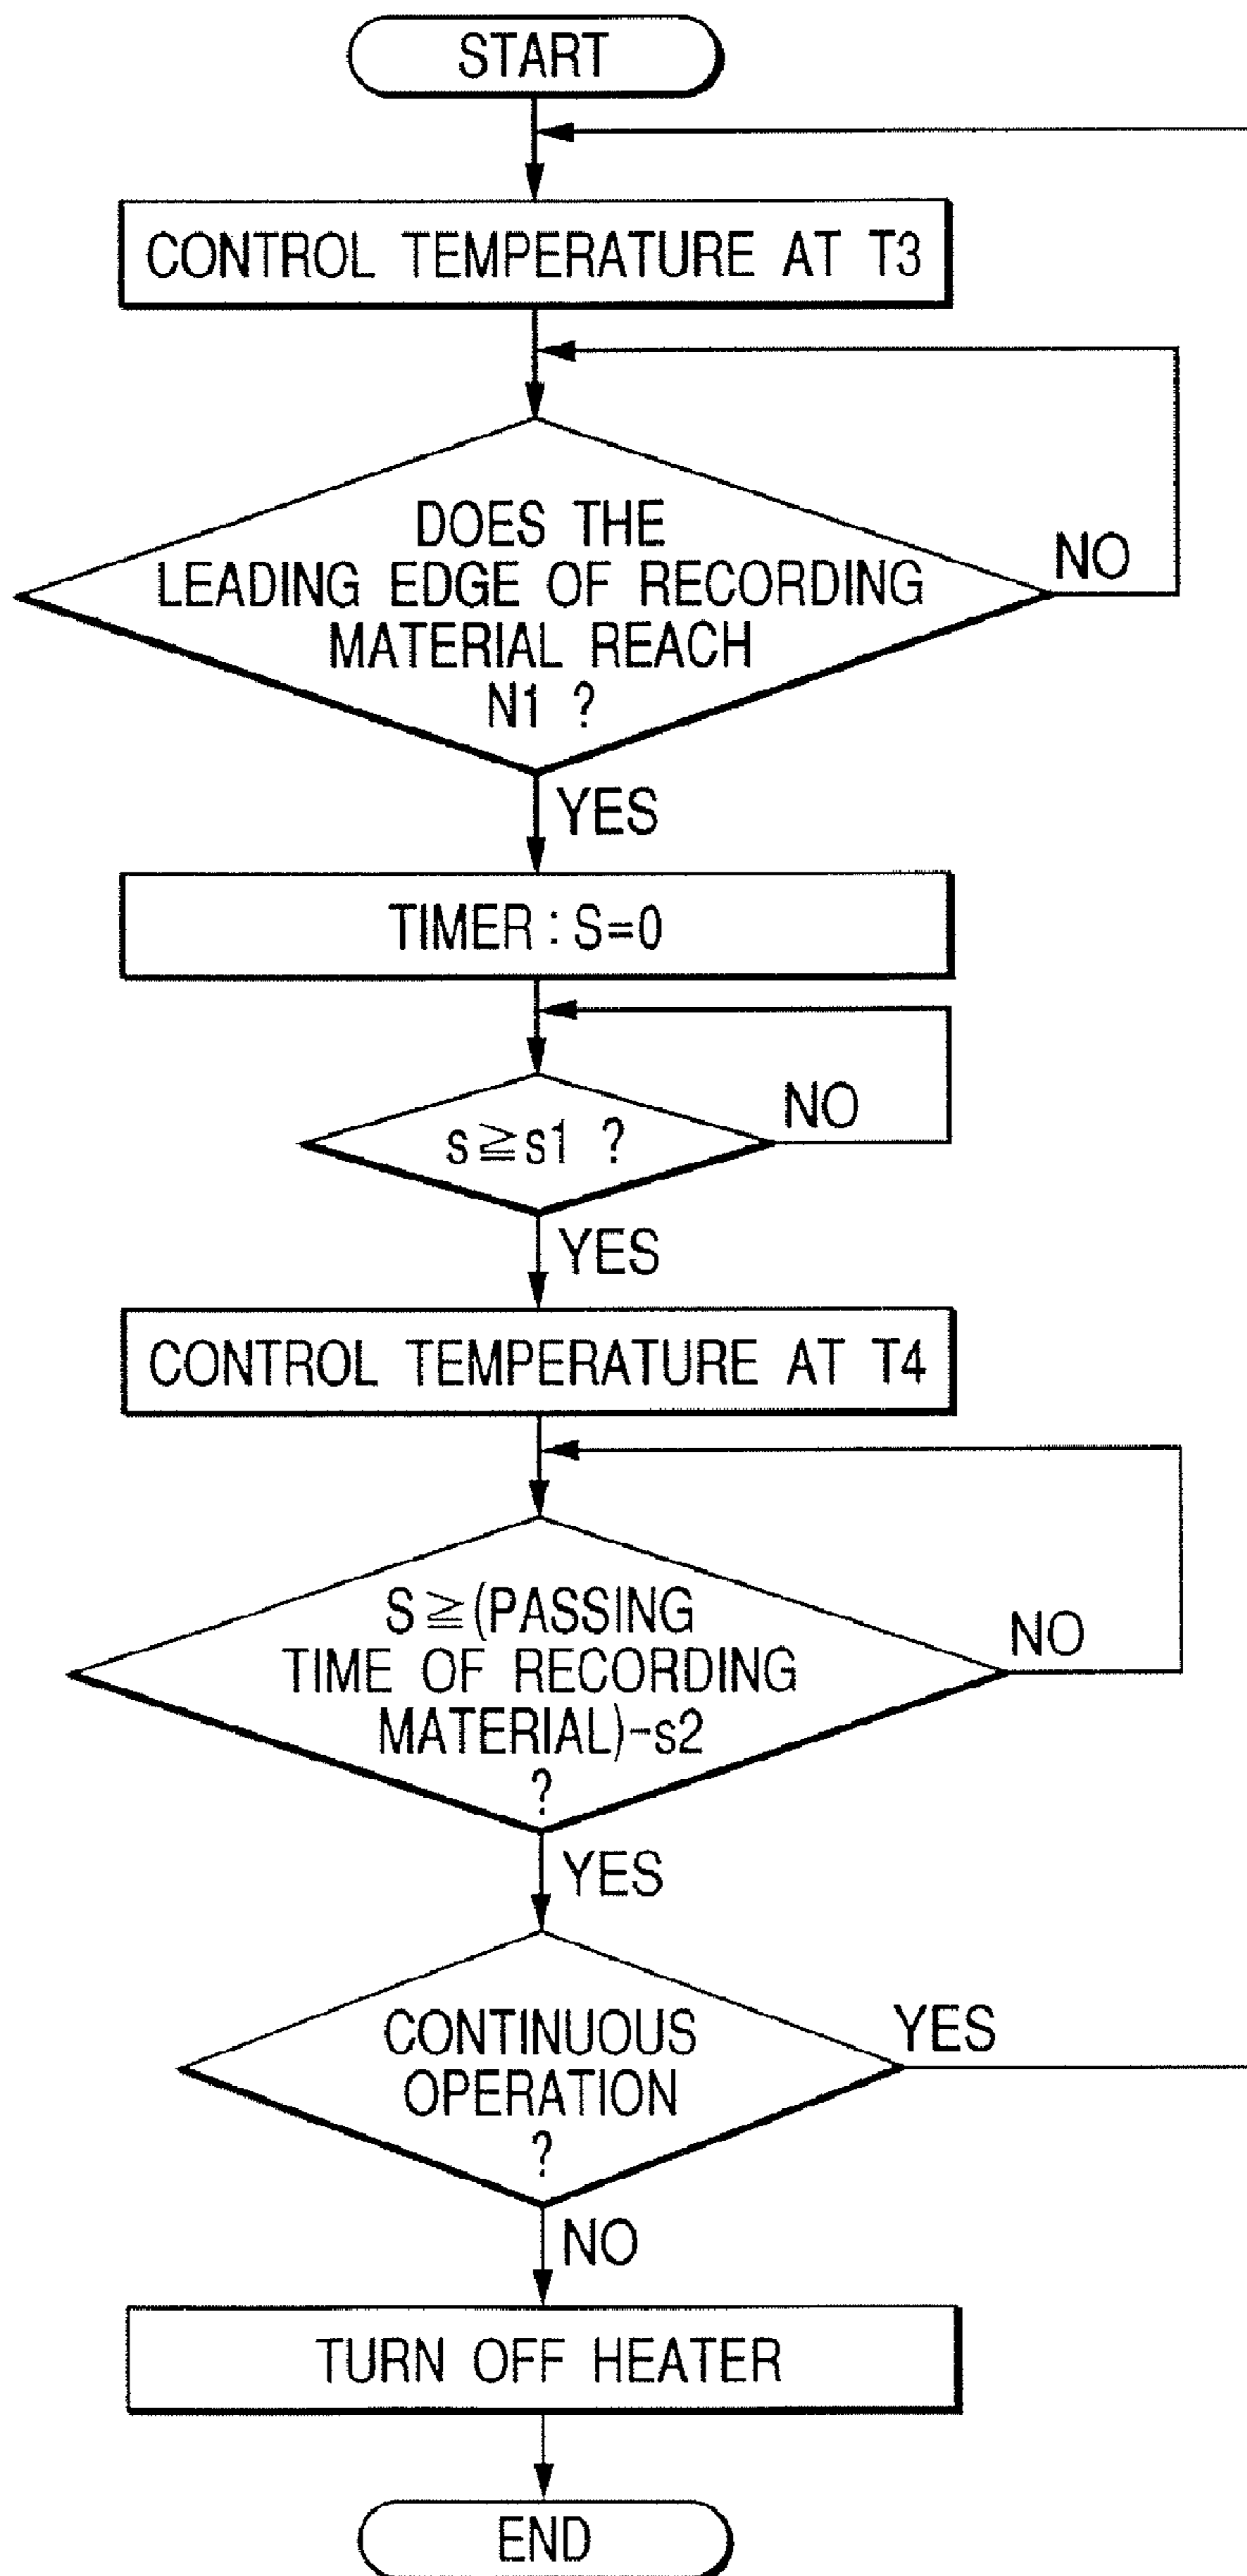 START
CONTROL TEMPERATURE AT T3
DOES THE
LEADING EDGE OF RECORDING
MATERIAL REACH
N1 ?
NO
YES
TIMER : S=0
s≧s1 ?
NO
YES
CONTROL TEMPERATURE AT T4
S≧(PASSING
TIME OF RECORDING
MATERIAL)-s2
?
NO
YES
CONTINUOUS
OPERATION
?
YES
NO
TURN OFF HEATER
END